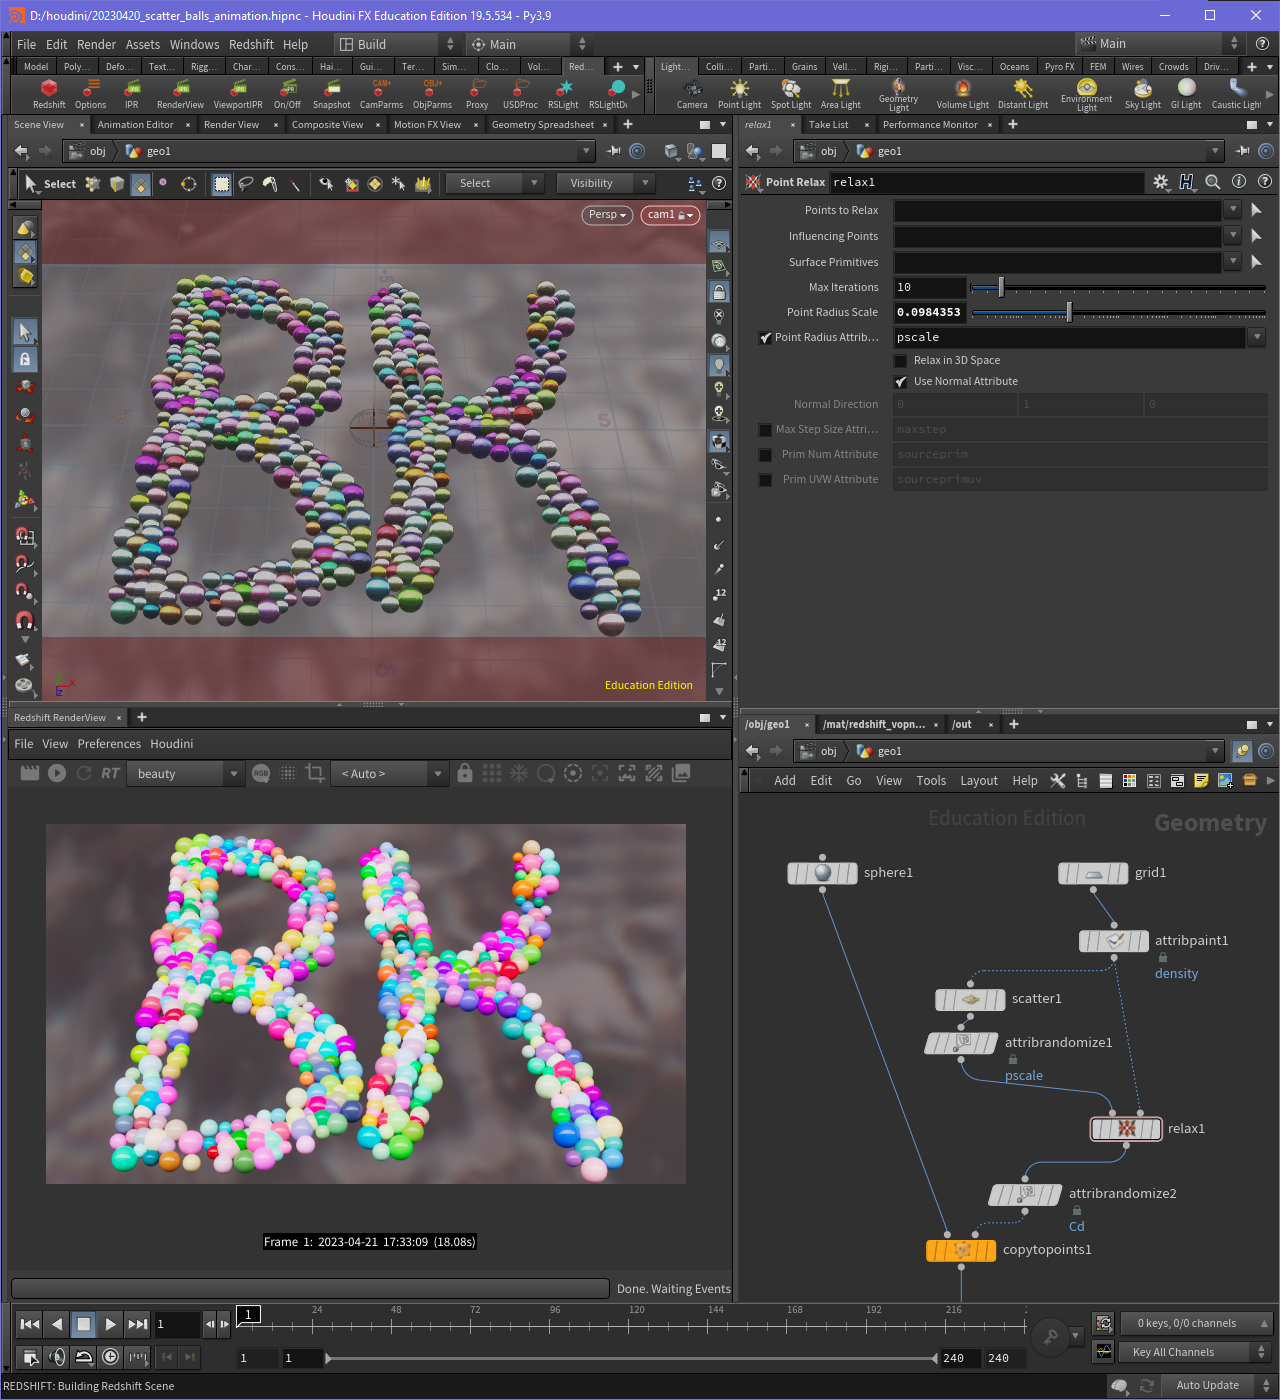 D:/houdini/20230420_scatter_balls_animation.hipnc - Houdini FX Education Edition 19.5.534 - Py3.9
File Edit Render Assets Windows Redshift Help Build Main Main
Model Poly... Defo... Text... Rigg... Char... Cons... Hai... Gui... Ter... Sim... Clo... Vol... Red... Light... Colli... Parti... Grains Vell... Rigi... Parti... Visc... Oceans Pyro FX FEM Wires Crowds Driv...
Redshift Options IPR RenderView ViewportIPR On/Off Snapshot CamParms ObjParms Proxy USDProc RSLight RSLightD Camera Point Light Spot Light Area Light Geometry Light Volume Light Distant Light Environment Light Sky Light GI Light Caustic Light
Scene View Animation Editor Render View Composite View Motion FX View Geometry Spreadsheet
obj geo1
Select Select Visibility
Persp cam1
5
12
12
Education Edition
relax1 Take List Performance Monitor
obj geo1
Point Relax relax1
Points to Relax
Influencing Points
Surface Primitives
Max Iterations 10
Point Radius Scale 0.0984353
Point Radius Attrib... pscale
Relax in 3D Space
Use Normal Attribute
Normal Direction 0 1 0
Max Step Size Attri... maxstep
Prim Num Attribute sourceprim
Prim UVW Attribute sourceprimuv
Redshift RenderView
File View Preferences Houdini
RT beauty RGB < Auto >
BK
Frame 1: 2023-04-21 17:33:09 (18.08s)
Done. Waiting Events
/obj/geo1 /mat/redshift_vopn... /out
obj geo1
Add Edit Go View Tools Layout Help
Education Edition Geometry
sphere1 grid1
attribpaint1
density
scatter1
attribrandomize1
pscale
relax1
attribrandomize2
Cd
copytopoints1
1 1 24 48 72 96 120 144 168 192 216
0 keys, 0/0 channels
1 1 240 240
Key All Channels
REDSHIFT: Building Redshift Scene
Auto Update